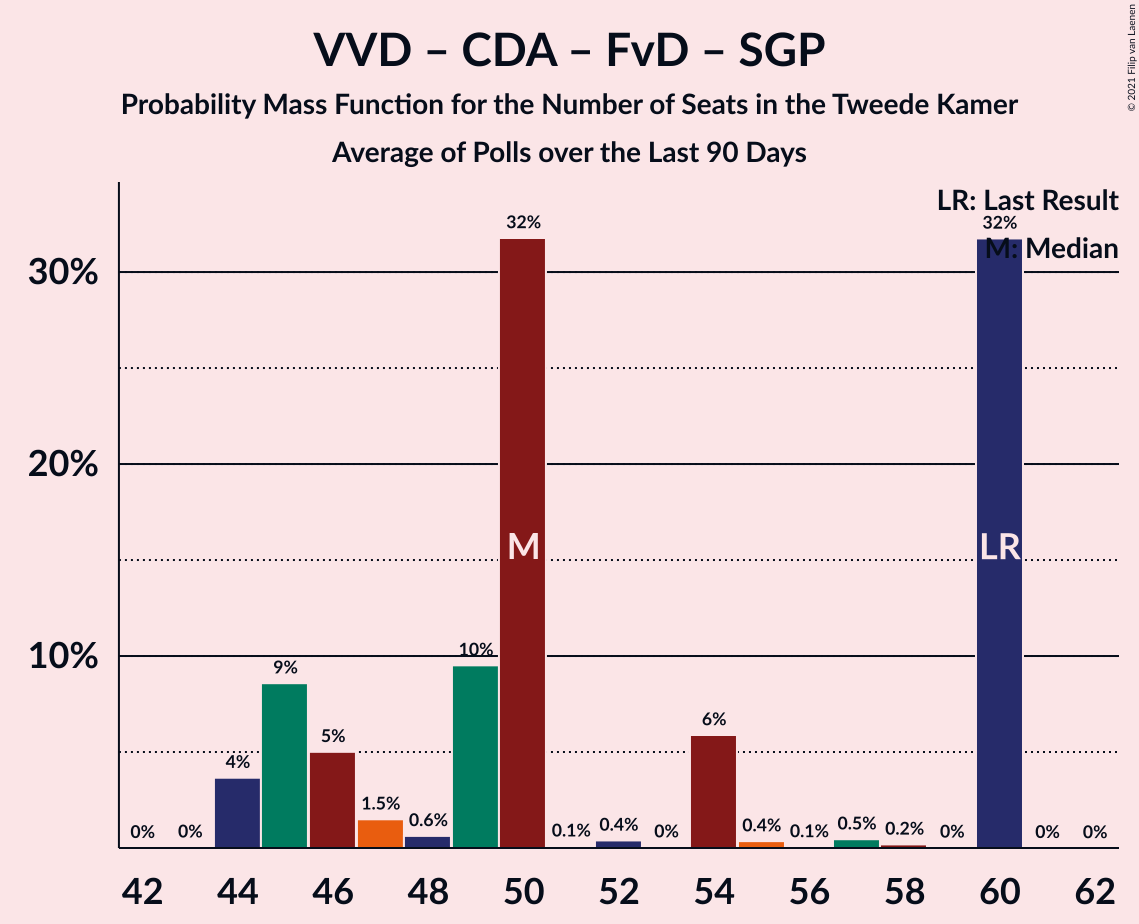 VVD – CDA – FvD – SGP
Probability Mass Function for the Number of Seats in the Tweede Kamer
Average of Polls over the Last 90 Days
© 2021 Filip van Laenen
LR: Last Result
M: Median
30%
20%
10%
0% 0% 4% 9% 5% 1.5% 0.6% 10% 32% 0.1% 0.4% 0% 6% 0.4% 0.1% 0.5% 0.2% 0% 32% 0% 0%
M LR
42 44 46 48 50 52 54 56 58 60 62